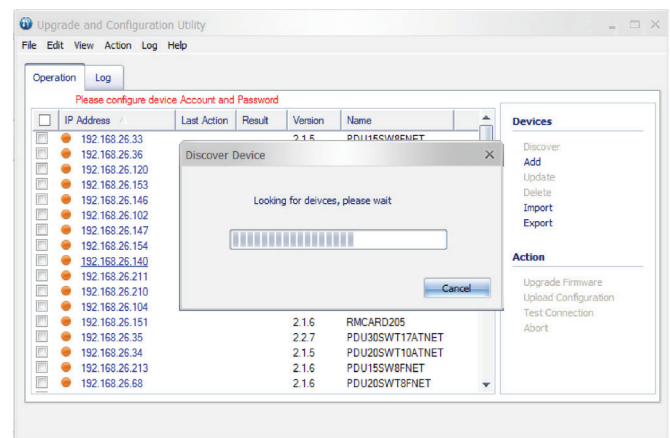 Upgrade and Configuration Utility
File Edit View Action Log Help
Operation Log
Please configure device Account and Password
IP Address Last Action Result Version Name
192.168.26.33 2.1.5 PDU15SW8FNET
192.168.26.36
192.168.26.120
192.168.26.153
192.168.26.146
192.168.26.102
192.168.26.147
192.168.26.154
192.168.26.140
192.168.26.211
192.168.26.210
192.168.26.104
192.168.26.151 2.1.6 RMCARD205
192.168.26.35 2.2.7 PDU30SWT17ATNET
192.168.26.34 2.1.5 PDU20SWT10ATNET
192.168.26.213 2.1.6 PDU15SW8FNET
192.168.26.68 2.1.6 PDU20SWT8FNET
Discover Device
Looking for deivces, please wait
Cancel
Devices
Discover
Add
Update
Delete
Import
Export
Action
Upgrade Firmware
Upload Configuration
Test Connection
Abort